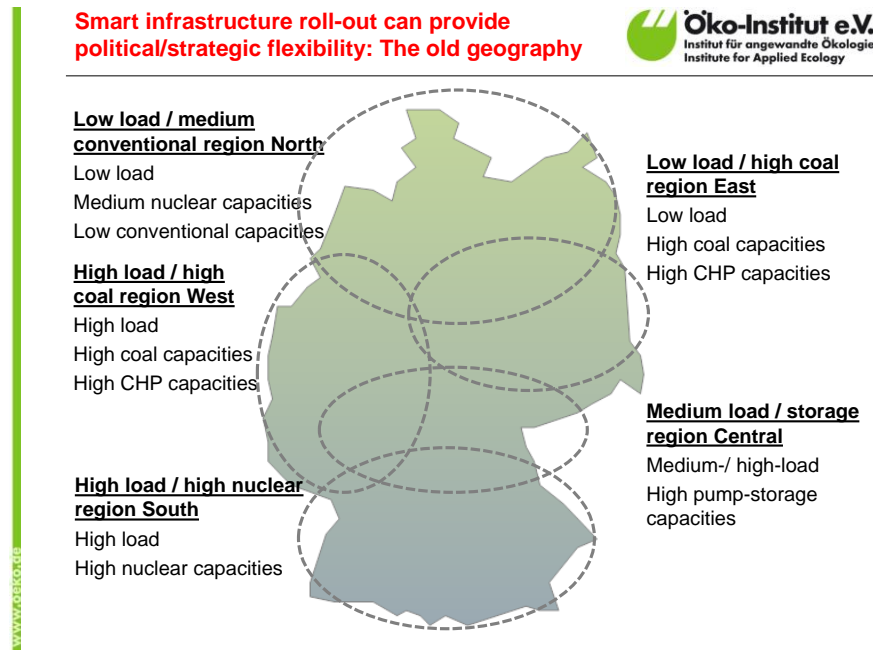 Smart infrastructure roll-out can provide
political/strategic flexibility: The old geography
Öko-Institut e.V.
Institut für angewandte Ökologie
Institute for Applied Ecology
Low load / medium
conventional region North
Low load
Medium nuclear capacities
Low conventional capacities
High load / high
coal region West
High load
High coal capacities
High CHP capacities
High load / high nuclear
region South
High load
High nuclear capacities
Low load / high coal
region East
Low load
High coal capacities
High CHP capacities
Medium load / storage
region Central
Medium-/ high-load
High pump-storage
capacities
www.oeko.de